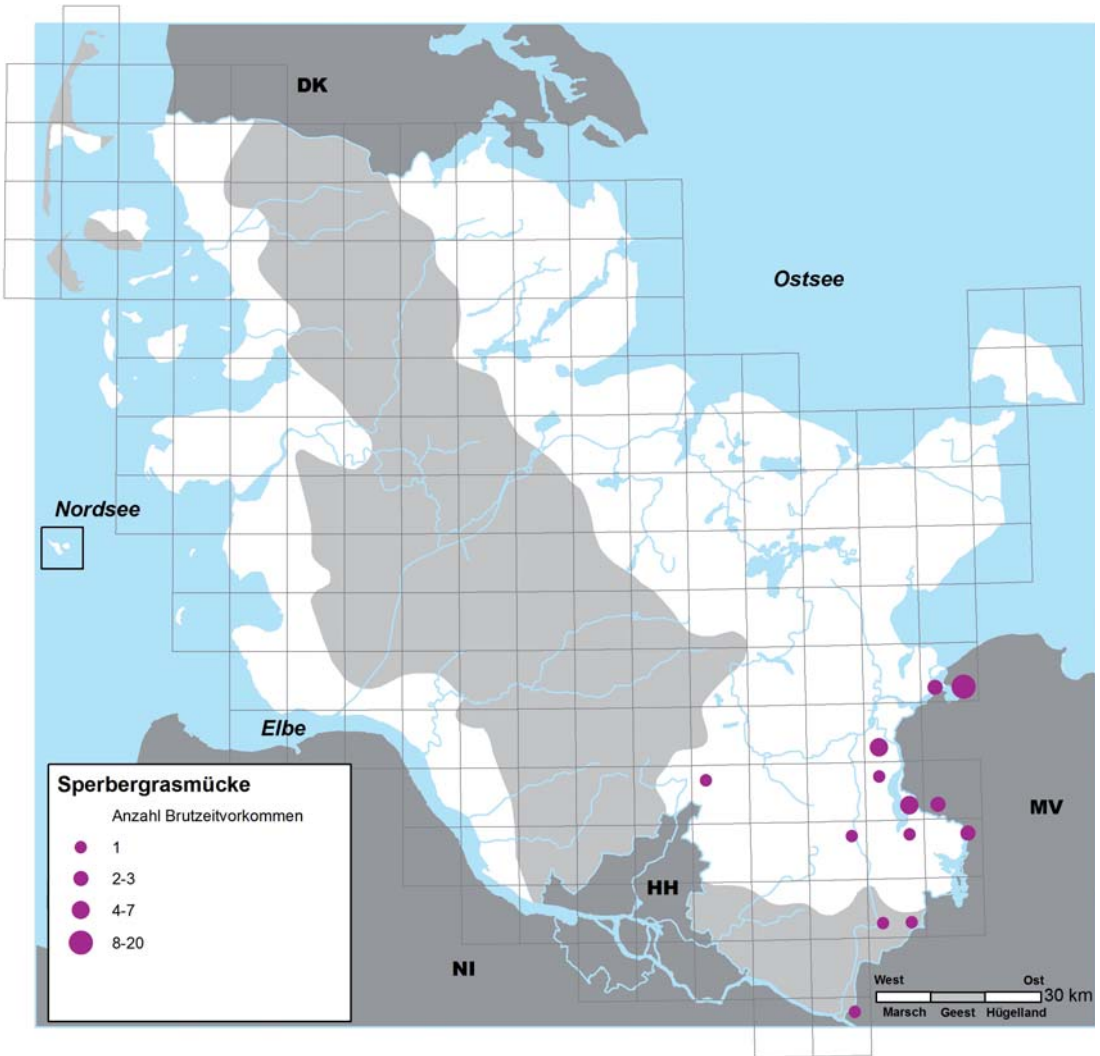 DK
Ostsee
Nordsee
Elbe
Sperbergrasmücke
Anzahl Brutzeitvorkommen
1
2-3
4-7
8-20
MV
HH
NI
West Ost
30 km
Marsch Geest Hügelland